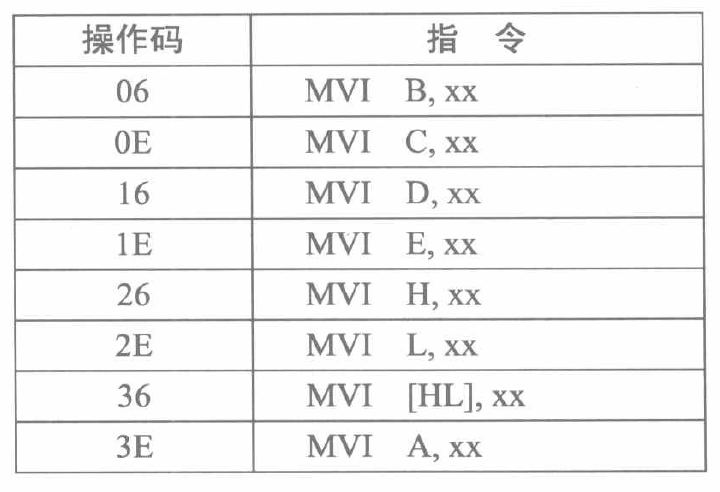 操作码 指 令
06 MVI B, xx
0E MVI C, xx
16 MVI D, xx
1E MVI E, xx
26 MVI H, xx
2E MVI L, xx
36 MVI [HL], xx
3E MVI A, xx